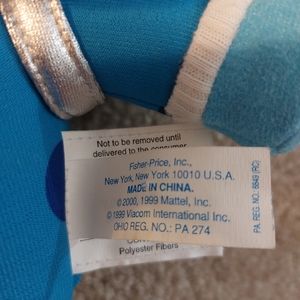 Not to be removed until
delivered to the consumer
Fisher-Price, Inc.,
New York, New York 10010 U.S.A.
MADE IN CHINA.
© 2000, 1999 Mattel, Inc.
© 1999 Viacom International Inc.
OHIO REG. NO.: PA 274
PA. REG. NO. 5549 (RC)
Polyester Fibers